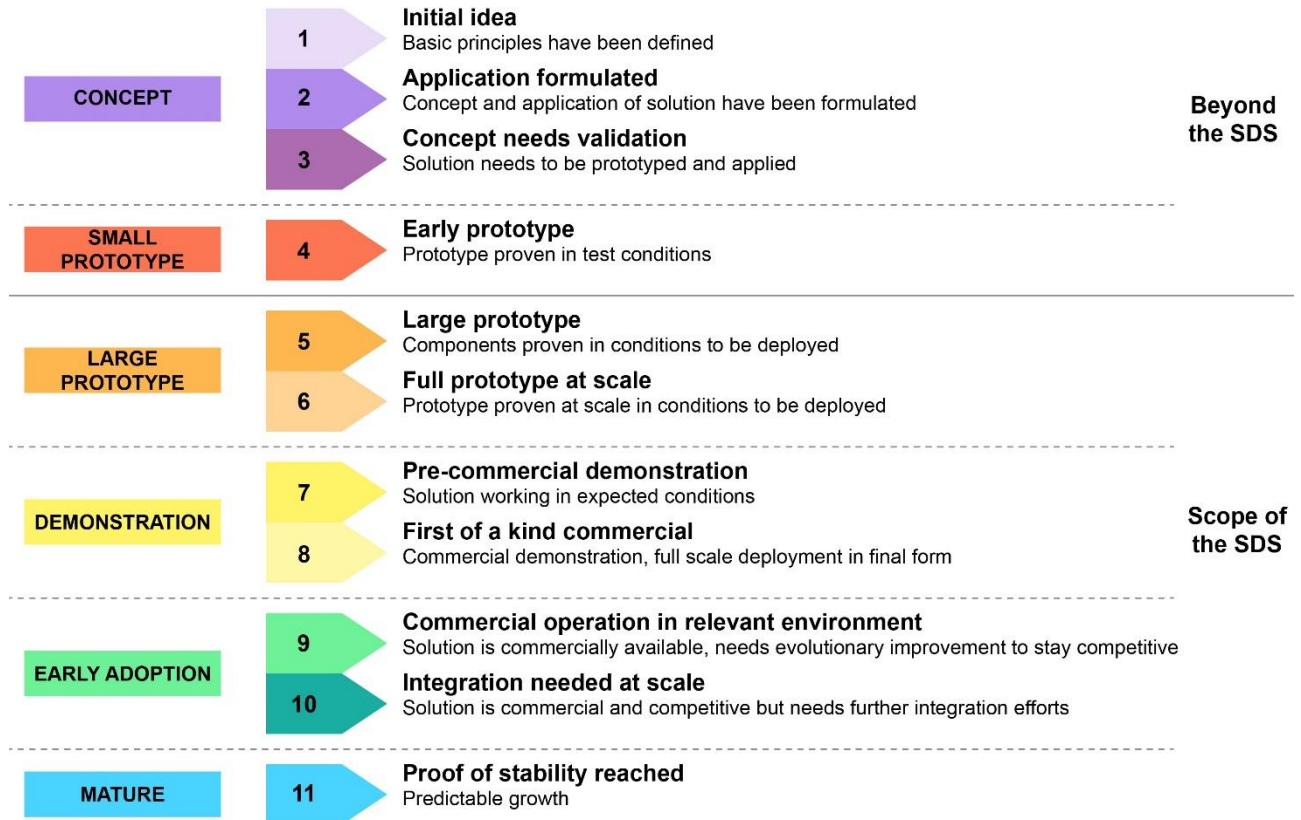 CONCEPT
1
Initial idea
Basic principles have been defined
2
Application formulated
Concept and application of solution have been formulated
3
Concept needs validation
Solution needs to be prototyped and applied
Beyond
the SDS
SMALL
PROTOTYPE
4
Early prototype
Prototype proven in test conditions
LARGE
PROTOTYPE
5
Large prototype
Components proven in conditions to be deployed
6
Full prototype at scale
Prototype proven at scale in conditions to be deployed
DEMONSTRATION
7
Pre-commercial demonstration
Solution working in expected conditions
8
First of a kind commercial
Commercial demonstration, full scale deployment in final form
Scope of
the SDS
EARLY ADOPTION
9
Commercial operation in relevant environment
Solution is commercially available, needs evolutionary improvement to stay competitive
10
Integration needed at scale
Solution is commercial and competitive but needs further integration efforts
MATURE
11
Proof of stability reached
Predictable growth